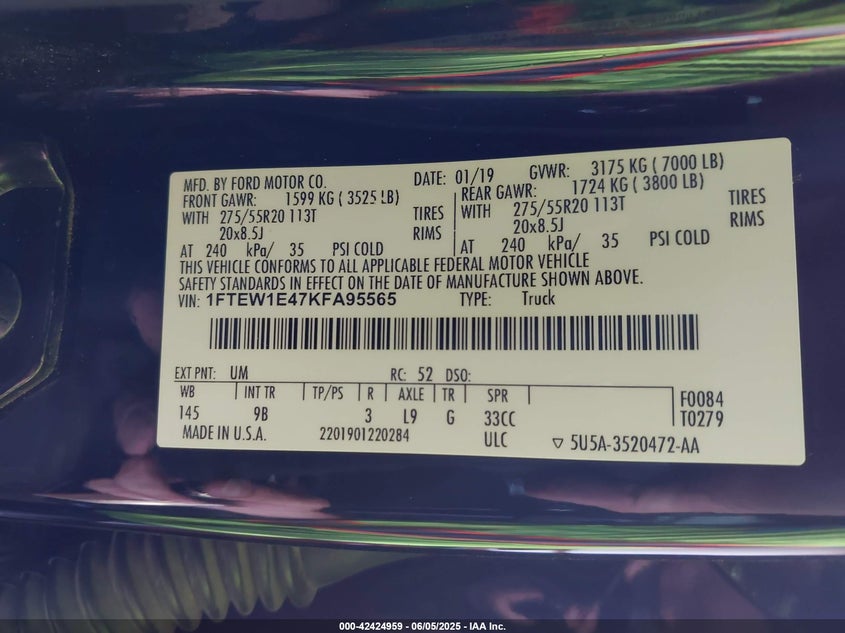 MFD. BY FORD MOTOR CO. DATE: 01/19 GVWR: 3175 KG ( 7000 LB)
FRONT GAWR: 1599 KG ( 3525 LB) REAR GAWR: 1724 KG ( 3800 LB)
WITH 275/55R20 113T TIRES WITH 275/55R20 113T TIRES
20x8.5J RIMS 20x8.5J RIMS
AT 240 kPa/ 35 PSI COLD AT 240 kPa/ 35 PSI COLD
THIS VEHICLE CONFORMS TO ALL APPLICABLE FEDERAL MOTOR VEHICLE
SAFETY STANDARDS IN EFFECT ON THE DATE OF MANUFACTURE SHOWN ABOVE.
VIN: 1FTEW1E47KFA95565 TYPE: Truck
EXT PNT: UM RC: 52 DSO:
WB INT TR TP/PS R AXLE TR SPR F0084
145 9B 3 L9 G 33CC T0279
MADE IN U.S.A. 2201901220284 ULC ▽ 5U5A-3520472-AA
000-42424959 - 06/05/2025 - IAA Inc.